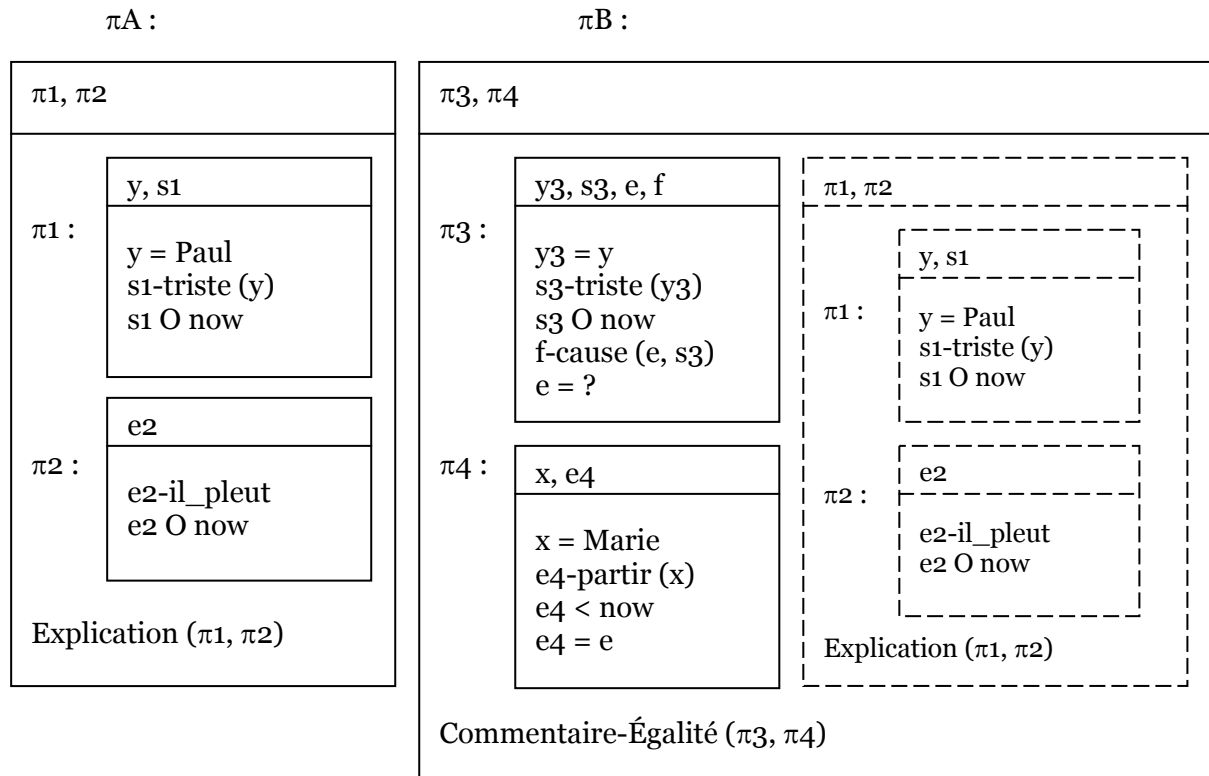 πA :
πB :
π1, π2
π1 :
y, s1
y = Paul
s1-triste (y)
s1 O now
π2 :
e2
e2-il_pleut
e2 O now
Explication (π1, π2)
π3, π4
π3 :
y3, s3, e, f
y3 = y
s3-triste (y3)
s3 O now
f-cause (e, s3)
e = ?
π4 :
x, e4
x = Marie
e4-partir (x)
e4 < now
e4 = e
π1, π2
π1 :
y, s1
y = Paul
s1-triste (y)
s1 O now
π2 :
e2
e2-il_pleut
e2 O now
Explication (π1, π2)
Commentaire-Égalité (π3, π4)